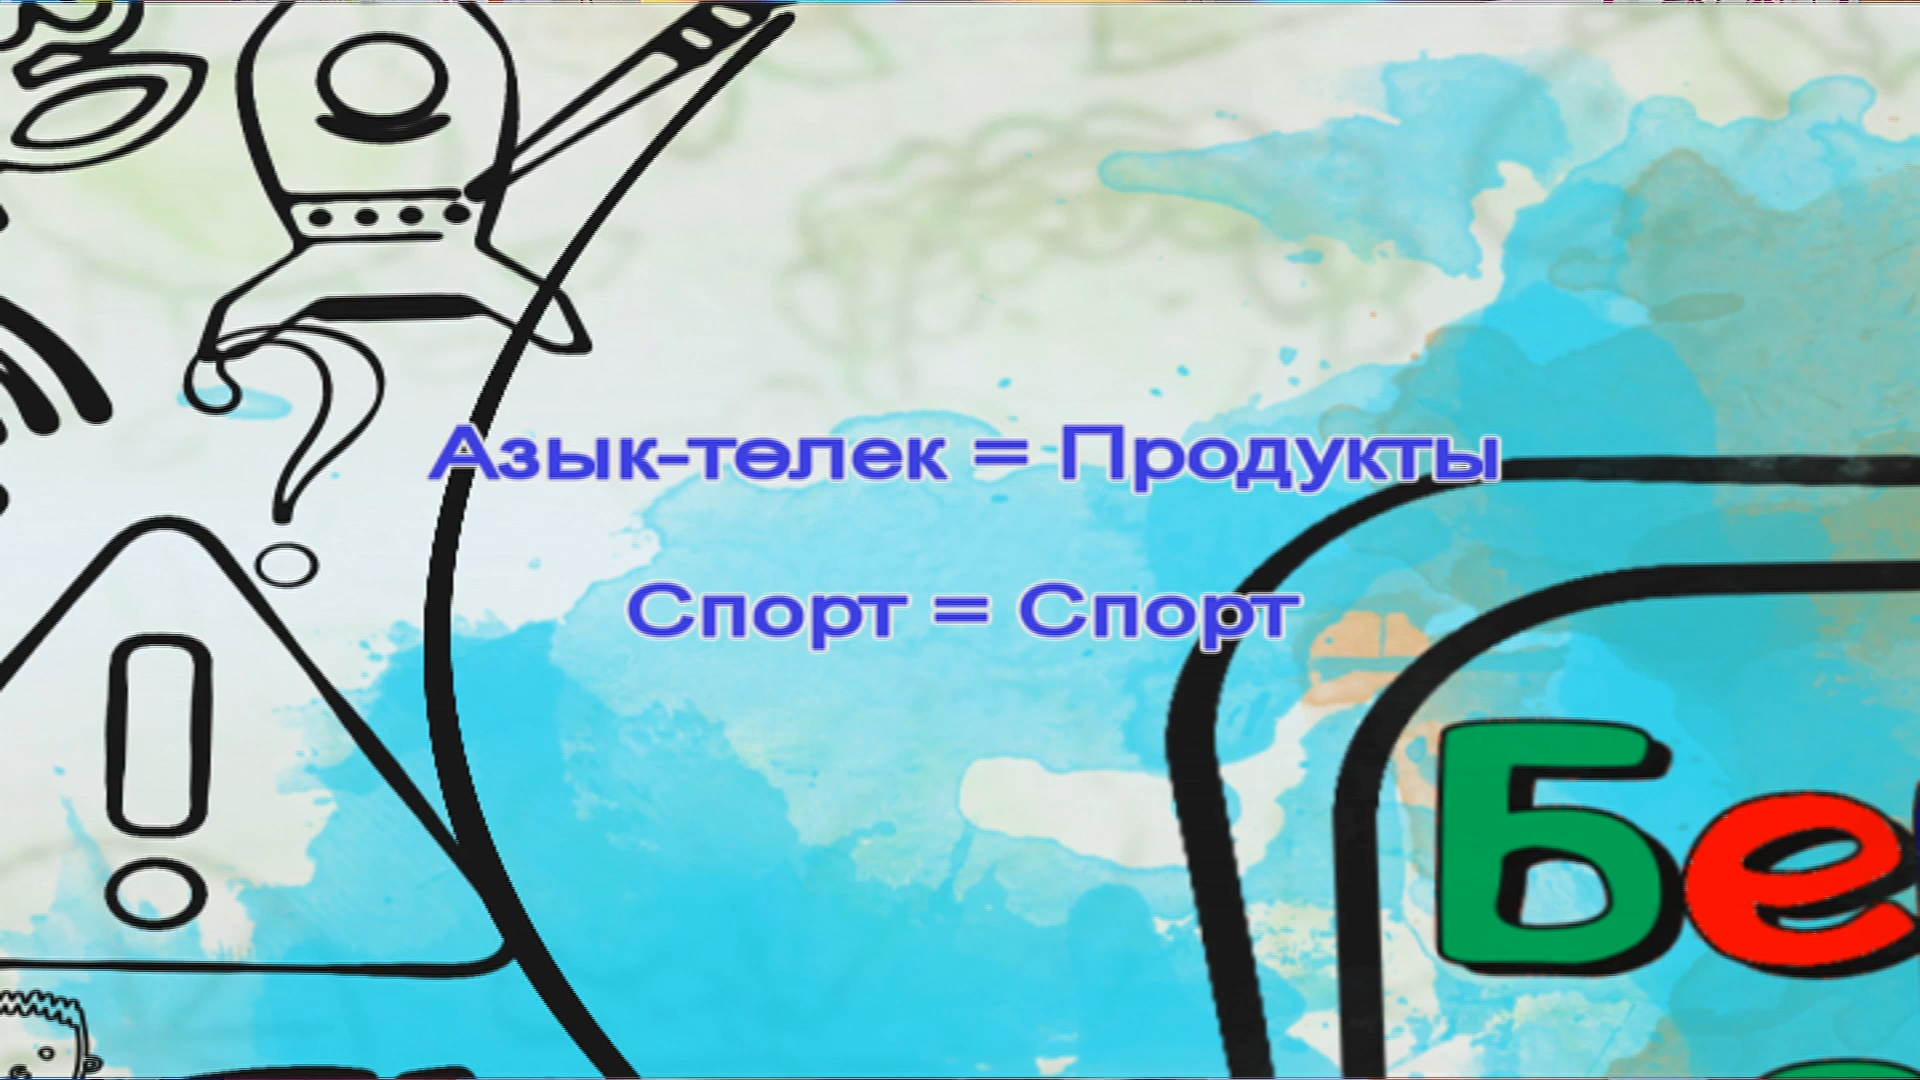 Азык-төлек = Продукты
Спорт = Спорт